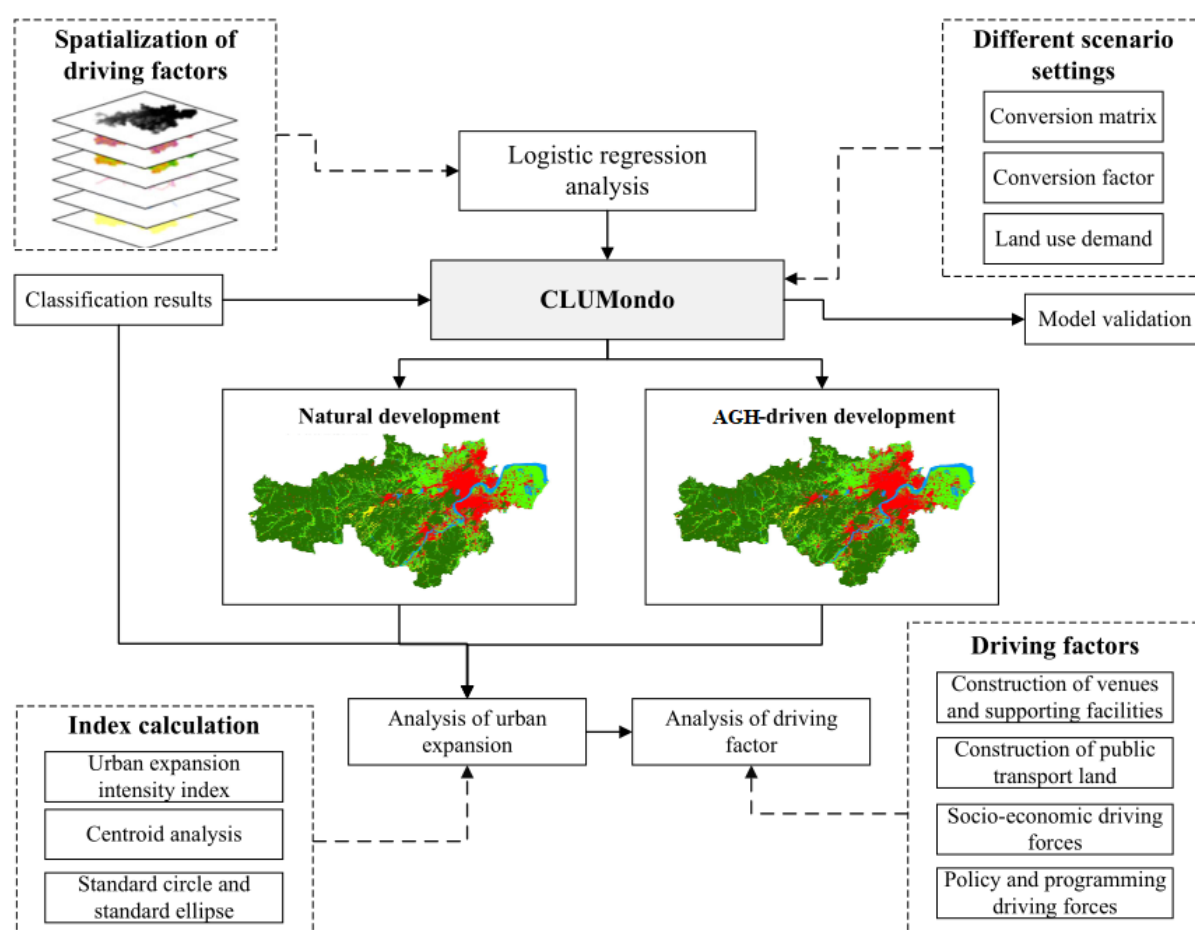 Spatialization of
driving factors
Different scenario
settings
Conversion matrix
Conversion factor
Land use demand
Logistic regression
analysis
Classification results
CLUMondo
Model validation
Natural development
AGH-driven development
Driving factors
Construction of venues
and supporting facilities
Construction of public
transport land
Socio-economic driving
forces
Policy and programming
driving forces
Analysis of urban
expansion
Analysis of driving
factor
Index calculation
Urban expansion
intensity index
Centroid analysis
Standard circle and
standard ellipse